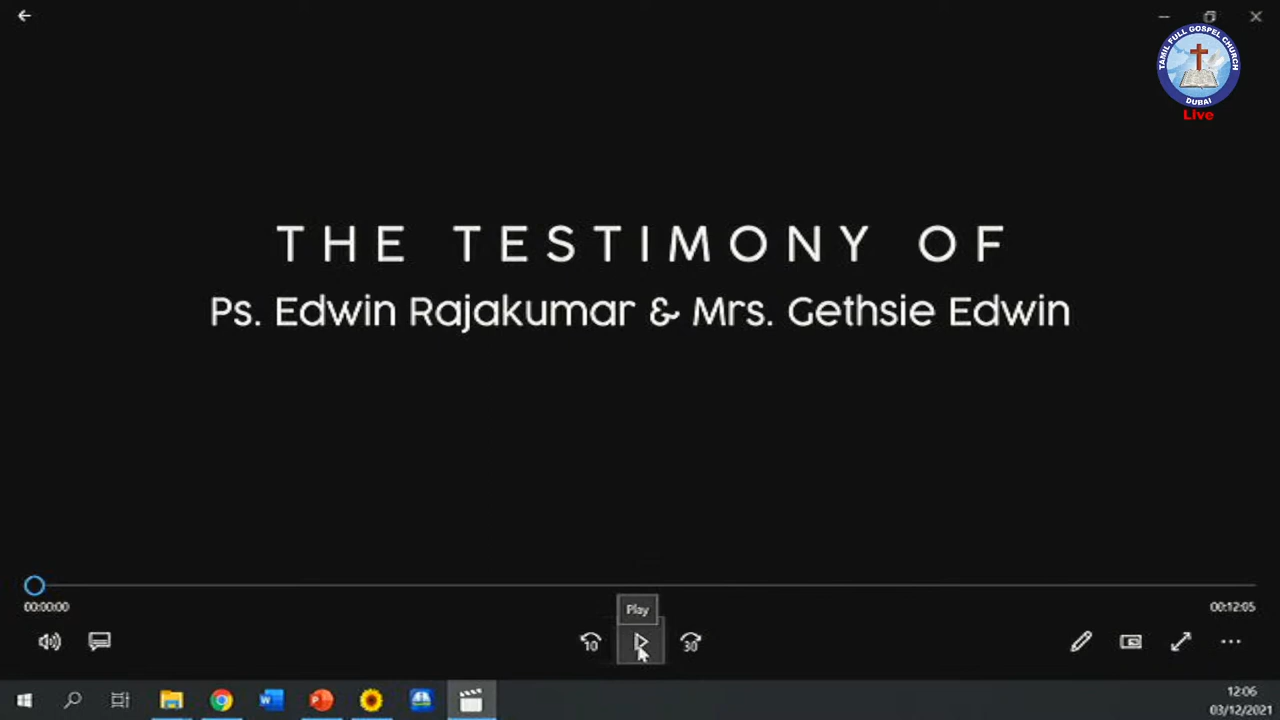 TAMIL FULL GOSPEL CHURCH
DUBAI
Live
THE TESTIMONY OF
Ps. Edwin Rajakumar & Mrs. Gethsie Edwin
00:00:00
00:12:05
Play
10
30
12:06
03/12/2021